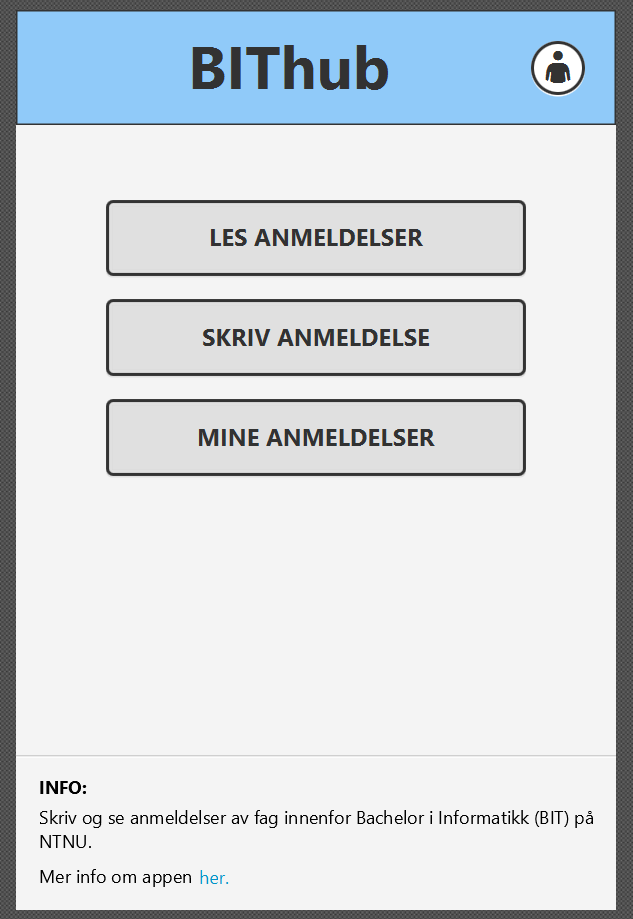 BIThub
LES ANMELDELSER
SKRIV ANMELDELSE
MINE ANMELDELSER
INFO:
Skriv og se anmeldelser av fag innenfor Bachelor i Informatikk (BIT) på
NTNU.
Mer info om appen her.